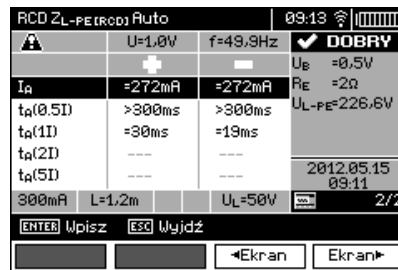 RCD ZL-PE[RCD] Auto 09:13
U=1,0V f=49,9Hz ✔ DOBRY
+ −
UB =0,5V
IA =272mA =272mA RE =2Ω
tA(0.5I) >300ms >300ms UL-PE=226,6V
tA(1I) =30ms =19ms
tA(2I) --- ---
tA(5I) --- ---
2012.05.15
09:11
300mA L=1,2m UL=50V 2/2
ENTER Wpisz ESC Wyjdź
◄Ekran Ekran►